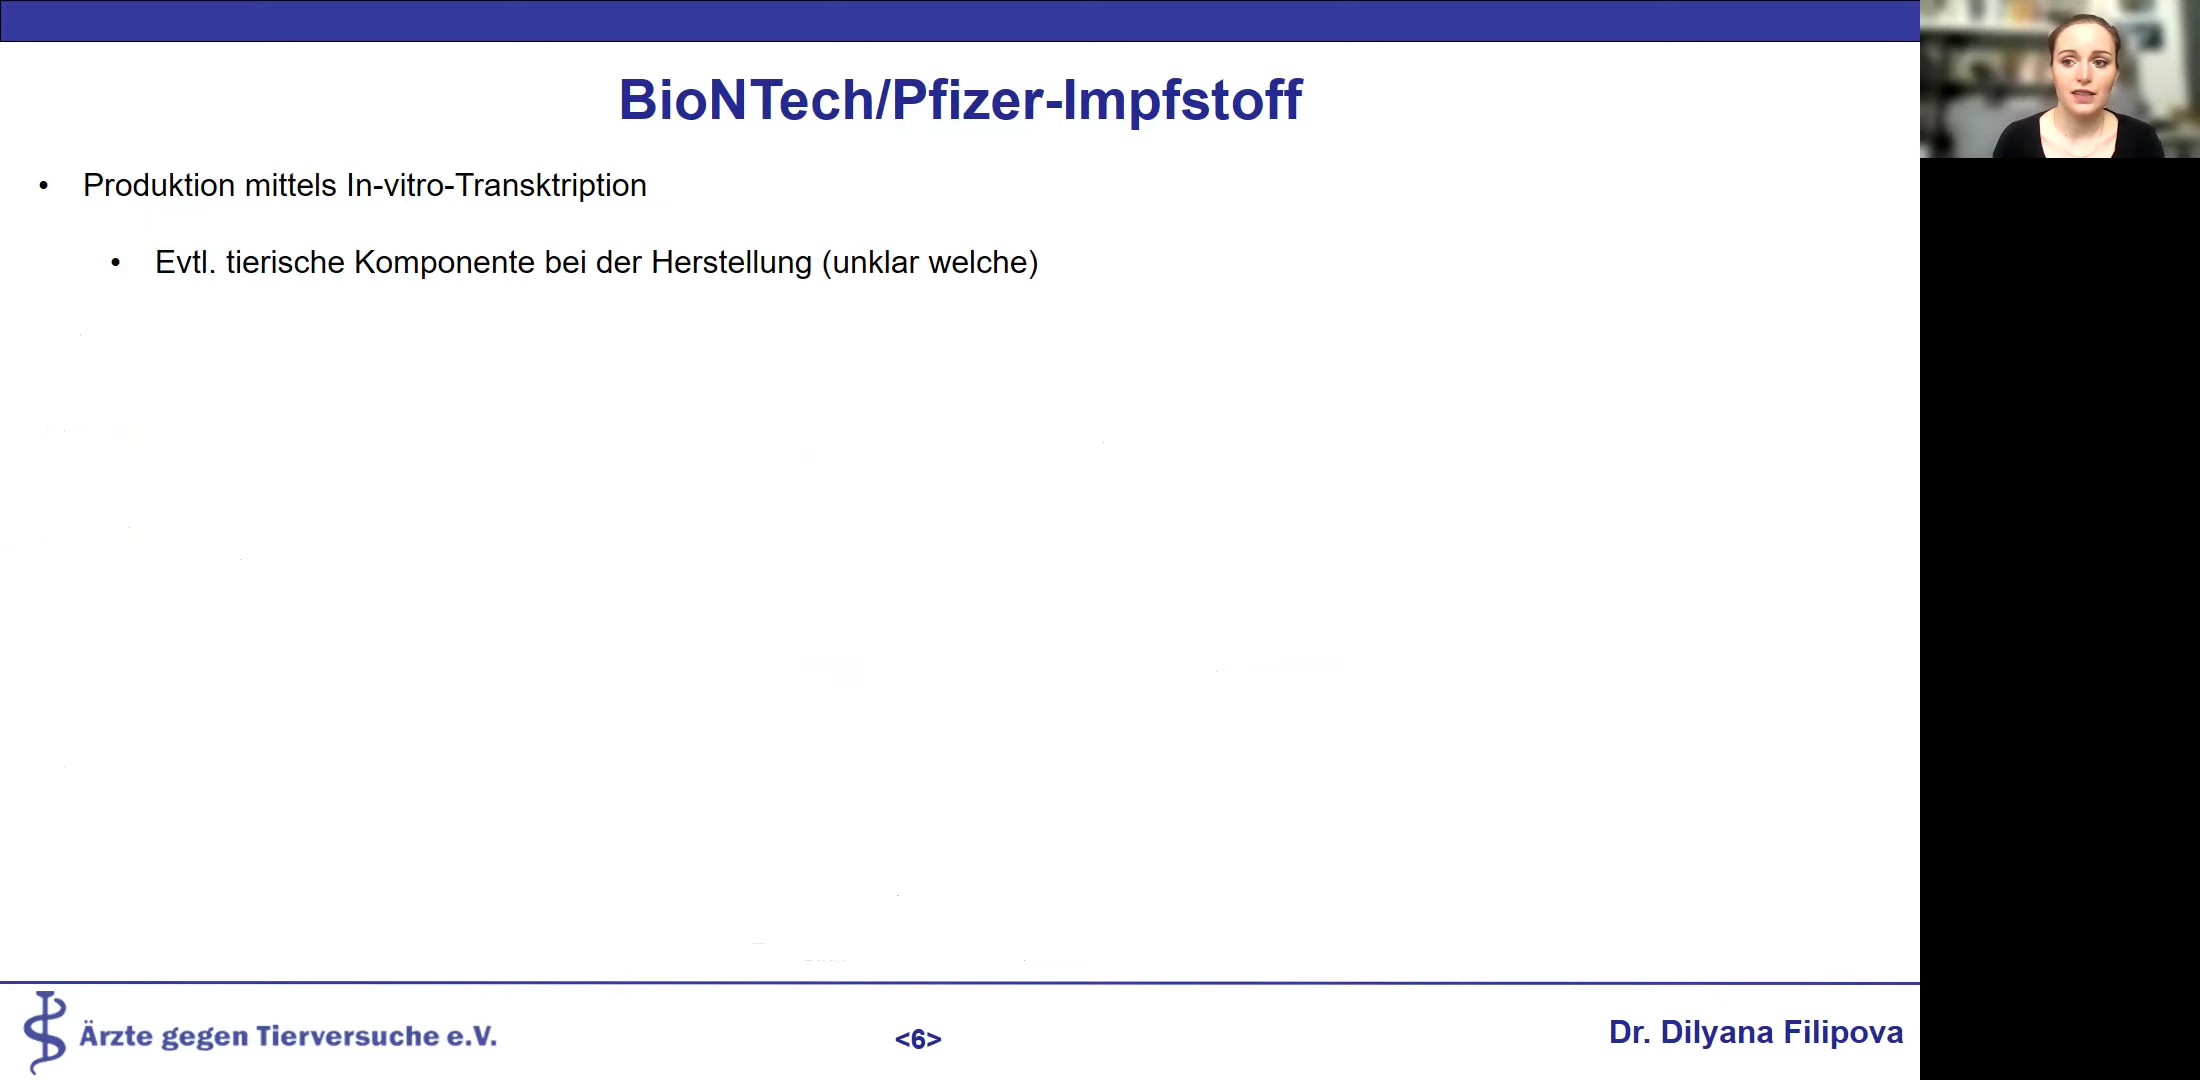 BioNTech/Pfizer-Impfstoff
• Produktion mittels In-vitro-Transktription
• Evtl. tierische Komponente bei der Herstellung (unklar welche)
Ärzte gegen Tierversuche e.V.
<6>
Dr. Dilyana Filipova